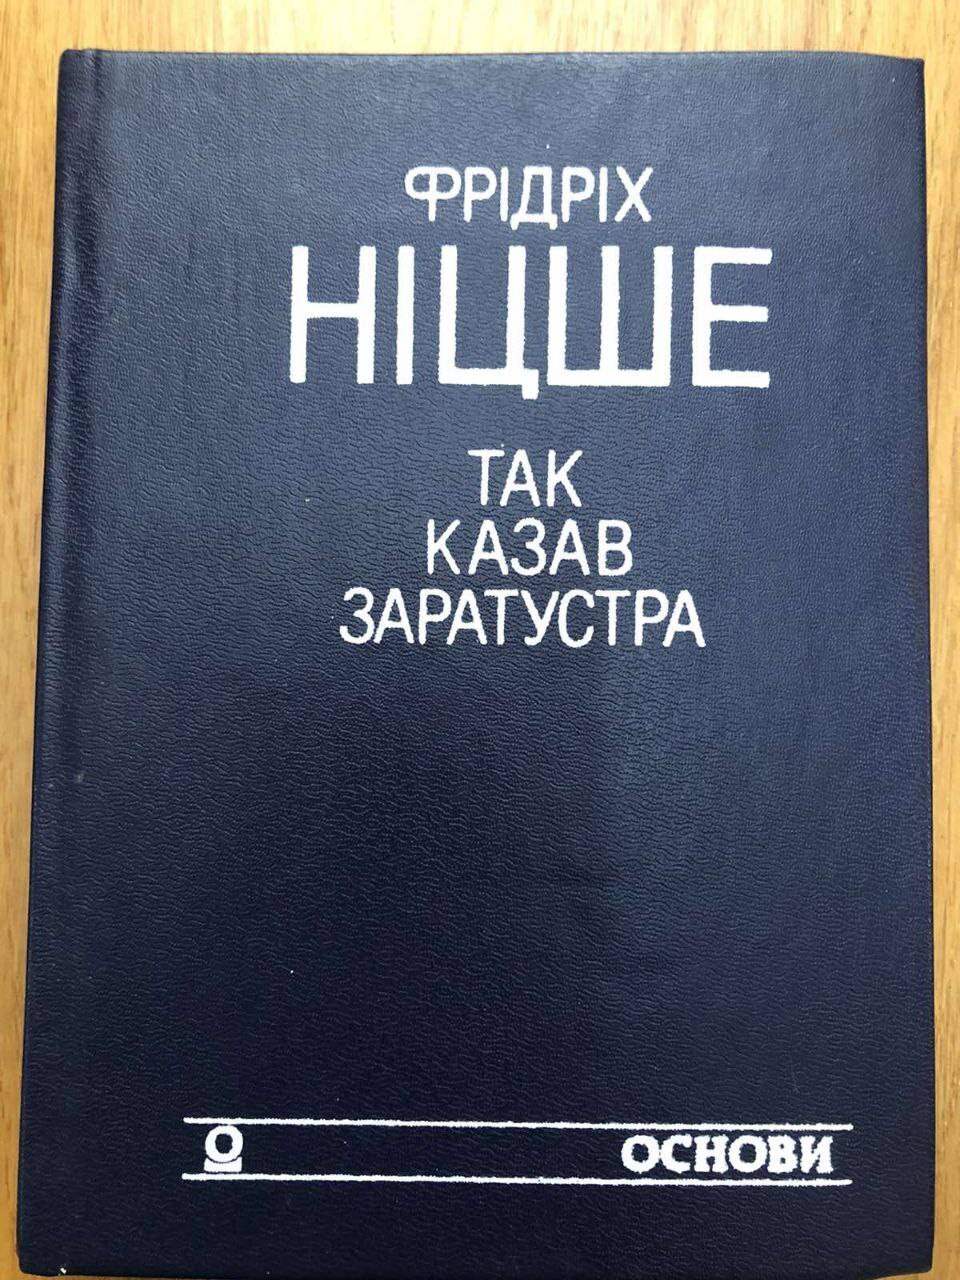 ФРІДРІХ
НІЦШЕ
ТАК
КАЗАВ
ЗАРАТУСТРА
О ОСНОВИ